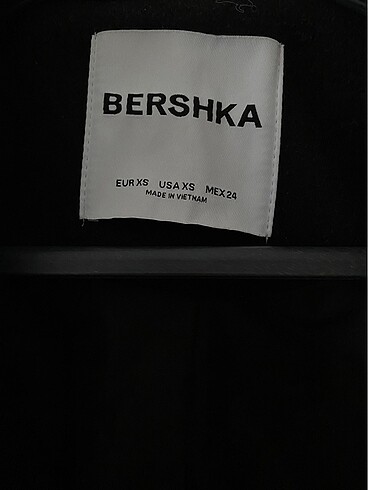 BERSHKA
EUR XS USA XS MEX 24
MADE IN VIETNAM